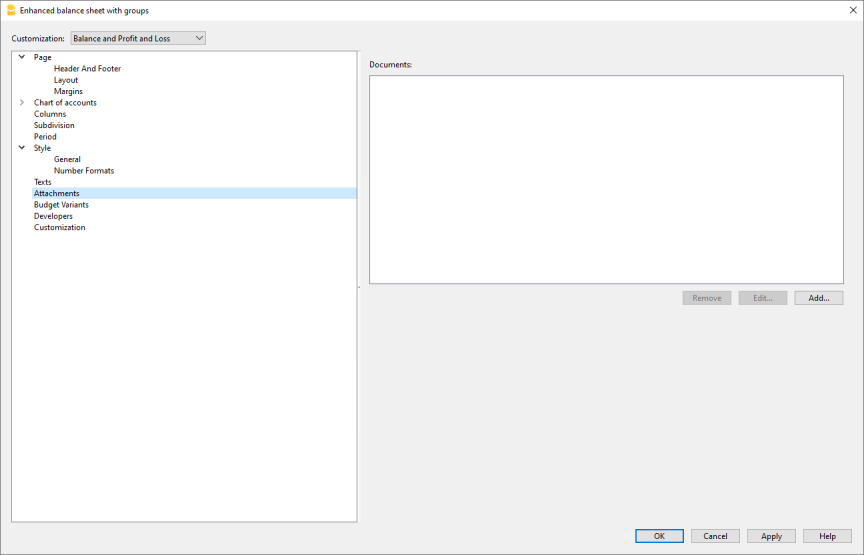 Enhanced balance sheet with groups
Customization: Balance and Profit and Loss
Page
Header And Footer
Layout
Margins
Chart of accounts
Columns
Subdivision
Period
Style
General
Number Formats
Texts
Attachments
Budget Variants
Developers
Customization
Documents:
Remove Edit... Add...
OK Cancel Apply Help